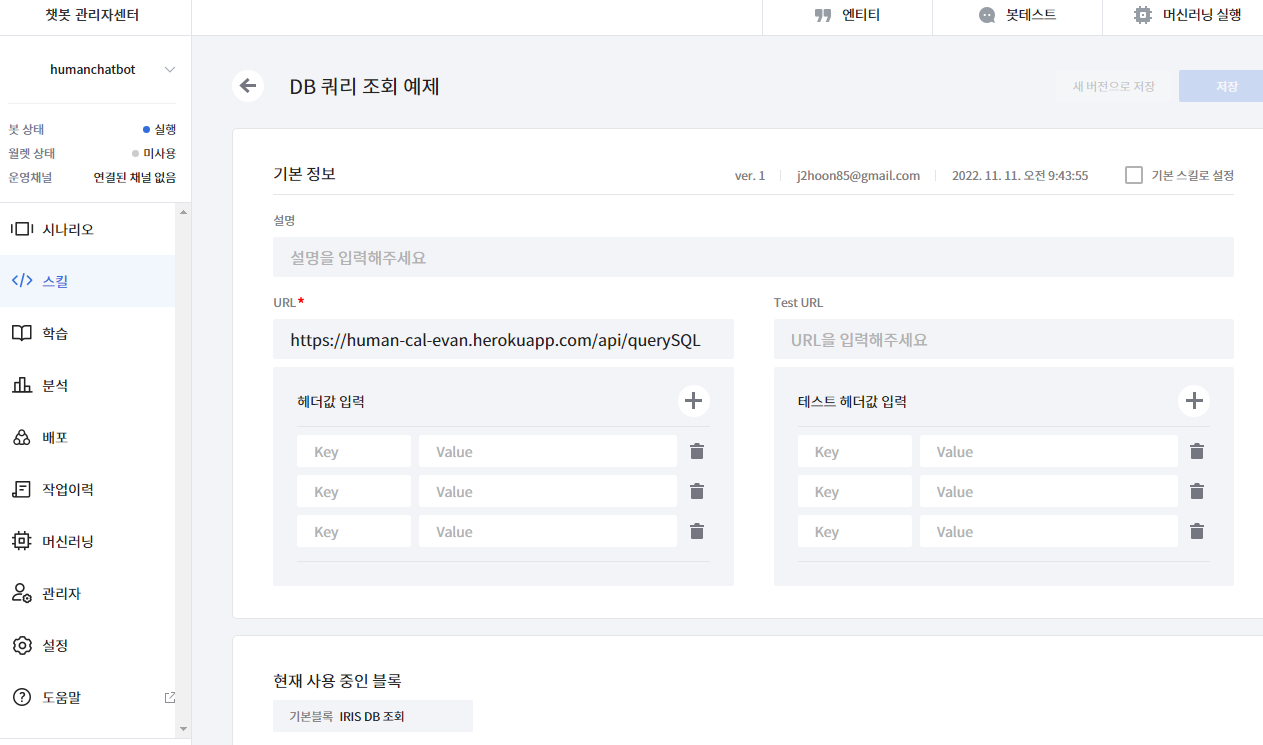 챗봇 관리자센터
엔티티
봇테스트
머신러닝 실행
humanchatbot
DB 쿼리 조회 예제
새 버전으로 저장
저장
봇 상태
실행
월렛 상태
미사용
운영채널
연결된 채널 없음
시나리오
스킬
학습
분석
배포
작업이력
머신러닝
관리자
설정
도움말
기본 정보
ver. 1
j2hoon85@gmail.com
2022. 11. 11. 오전 9:43:55
기본 스킬로 설정
설명
설명을 입력해주세요
URL*
Test URL
https://human-cal-evan.herokuapp.com/api/querySQL
URL을 입력해주세요
헤더값 입력
테스트 헤더값 입력
Key
Value
Key
Value
Key
Value
Key
Value
Key
Value
Key
Value
현재 사용 중인 블록
기본블록 IRIS DB 조회